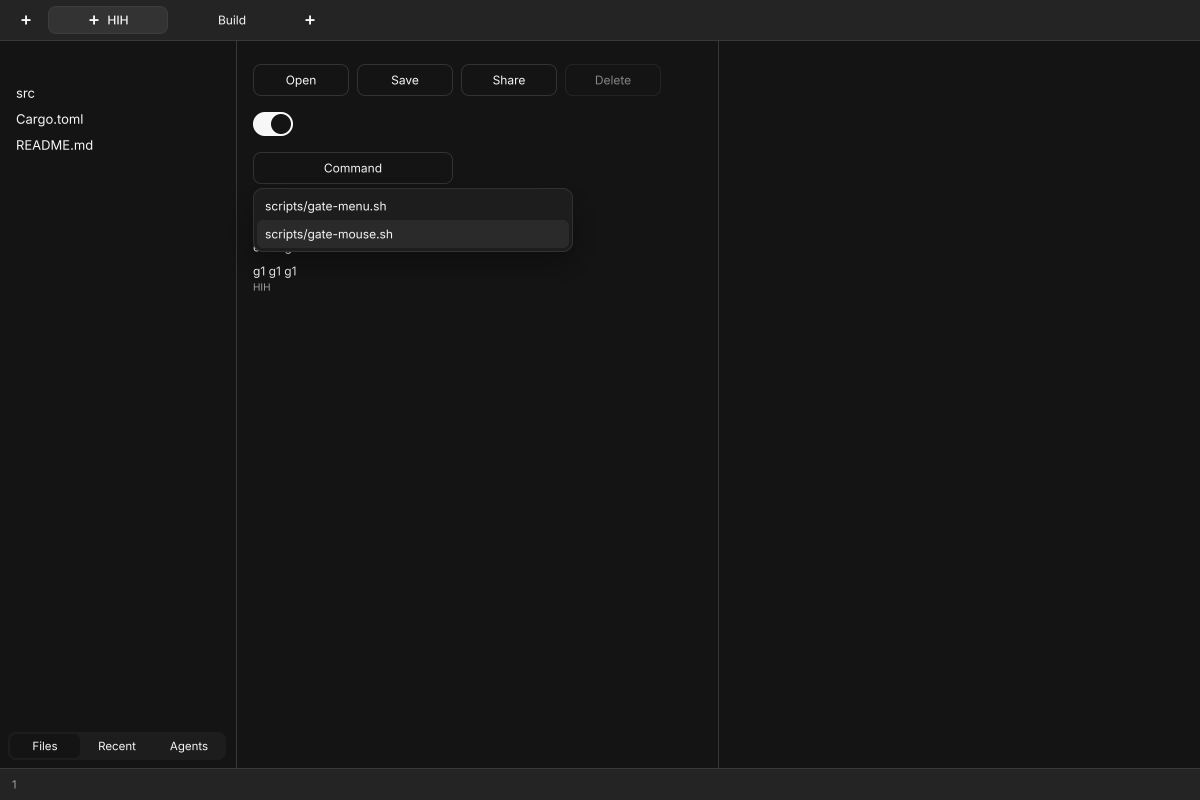 HIH
Build
src
Cargo.toml
README.md
Open
Save
Share
Delete
Command
scripts/gate-menu.sh
scripts/gate-mouse.sh
g1 g1 g1
HIH
Files
Recent
Agents
1